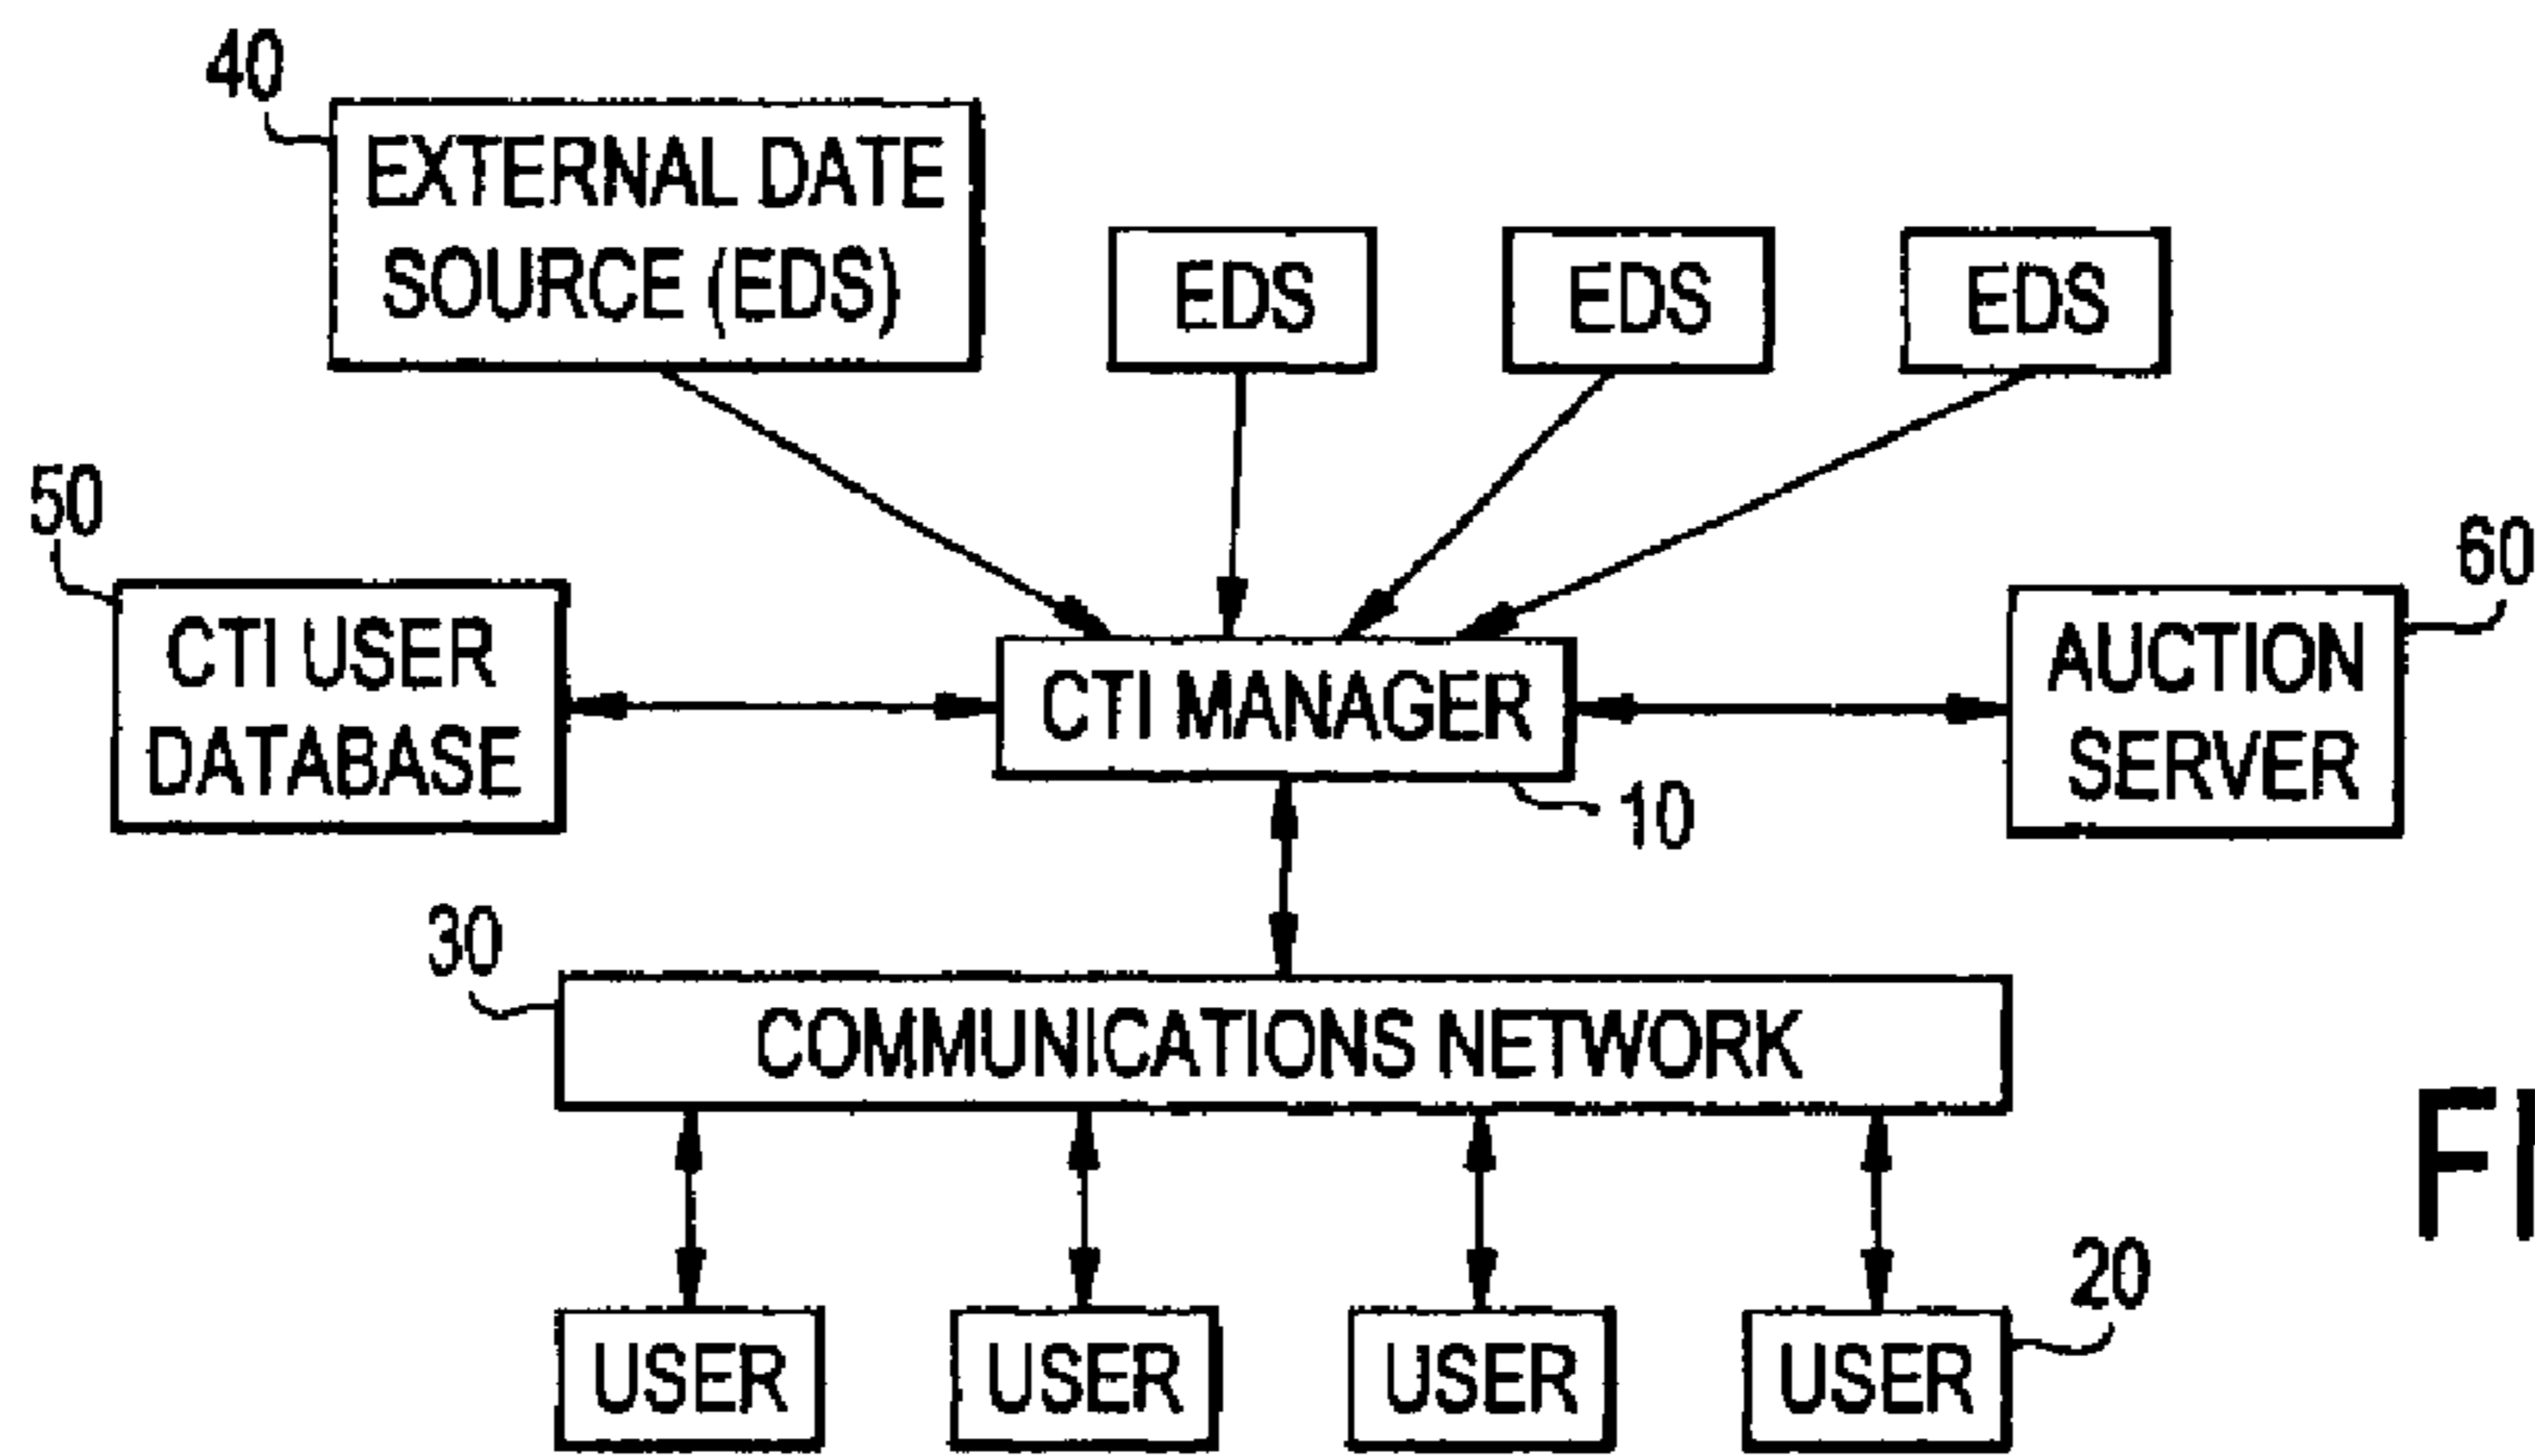 40
EXTERNAL DATE
SOURCE (EDS)
EDS
EDS
EDS
50
CTI USER
DATABASE
CTI MANAGER
10
60
AUCTION
SERVER
30
COMMUNICATIONS NETWORK
USER
USER
USER
USER
20